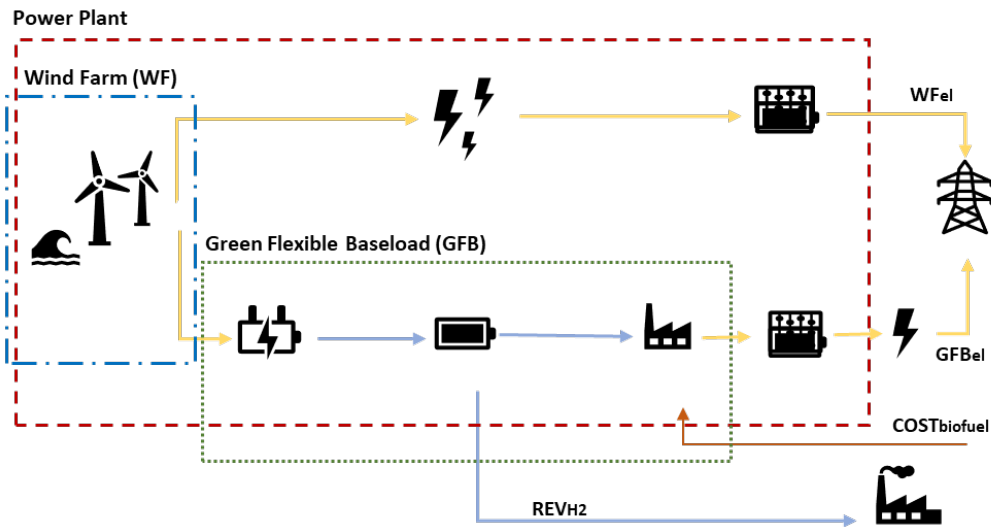 Power Plant
Wind Farm (WF)
WFel
Green Flexible Baseload (GFB)
GFBel
COSTbiofuel
REVH2